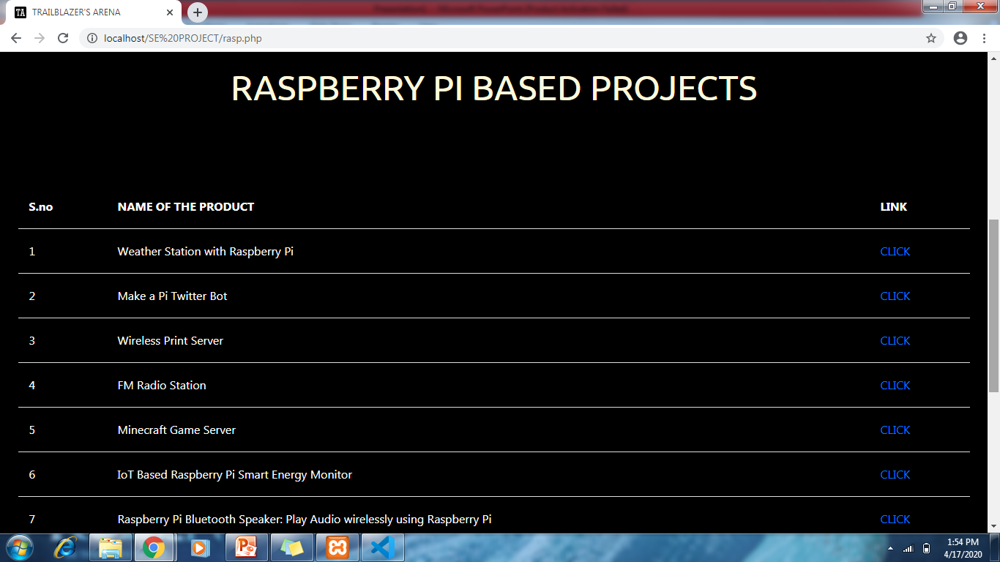 TA TRAILBLAZER'S ARENA
localhost/SE%20PROJECT/rasp.php
RASPBERRY PI BASED PROJECTS
S.no NAME OF THE PRODUCT LINK
1 Weather Station with Raspberry Pi CLICK
2 Make a Pi Twitter Bot CLICK
3 Wireless Print Server CLICK
4 FM Radio Station CLICK
5 Minecraft Game Server CLICK
6 IoT Based Raspberry Pi Smart Energy Monitor CLICK
7 Raspberry Pi Bluetooth Speaker: Play Audio wirelessly using Raspberry Pi CLICK
1:54 PM
4/17/2020